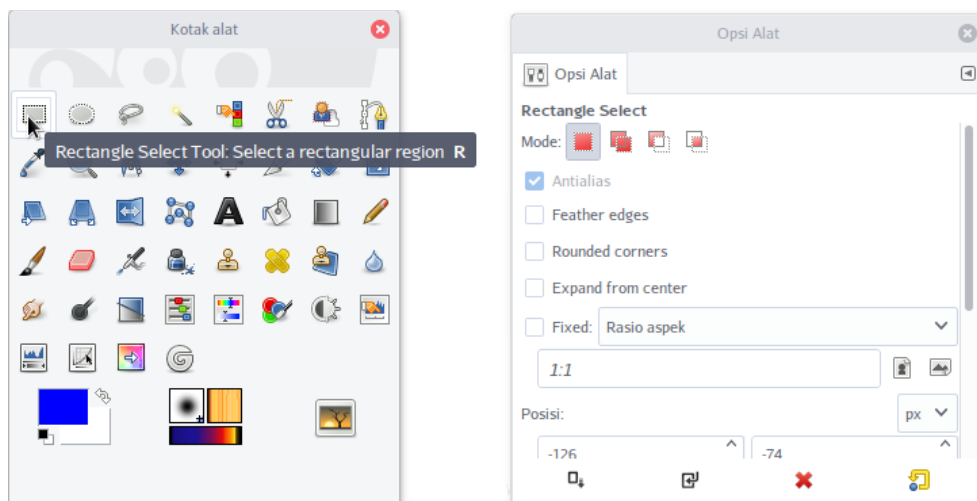 Kotak alat
Rectangle Select Tool: Select a rectangular region R
Opsi Alat
Opsi Alat
Rectangle Select
Mode:
Antialias
Feather edges
Rounded corners
Expand from center
Fixed: Rasio aspek
1:1
Posisi: px
-126 -74